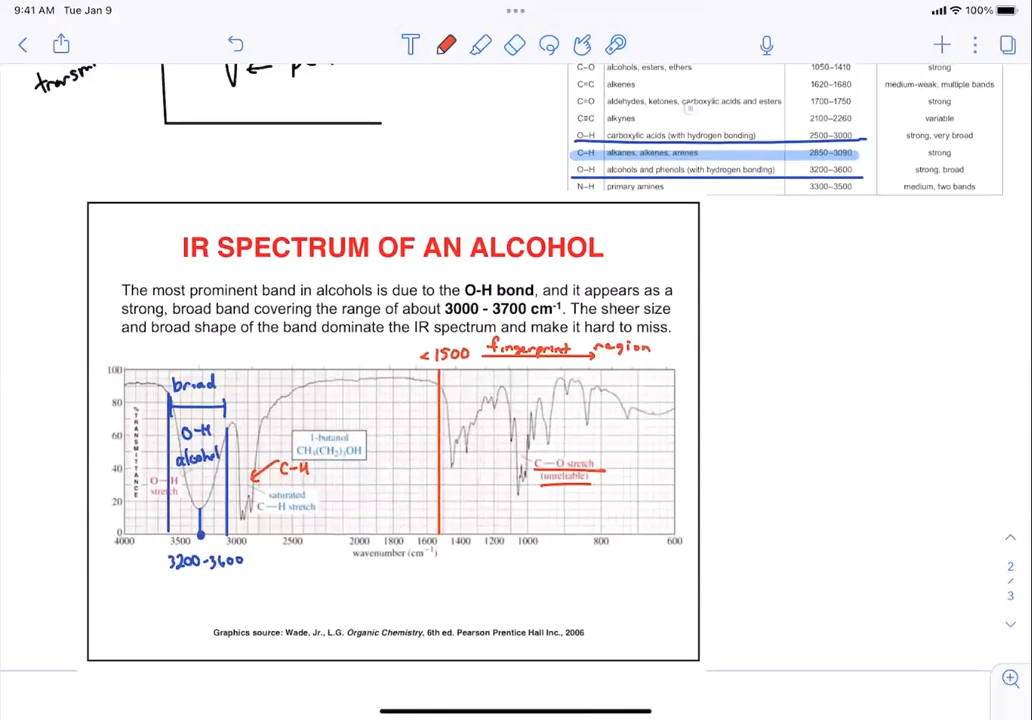 9:41 AM Tue Jan 9
100%
C-O alcohols, esters, ethers 1050-1410 strong
C=C alkenes 1620-1680 medium-weak; multiple bands
C=O aldehydes, ketones, carboxylic acids and esters 1700-1750 strong
C≡C alkynes 2100-2260 variable
O-H carboxylic acids (with hydrogen bonding) 2500-3000 strong, very broad
C-H alkanes, alkenes, arenes 2850-3090 strong
O-H alcohols and phenols (with hydrogen bonding) 3200-3600 strong, broad
N-H primary amines 3300-3500 medium, two bands
IR SPECTRUM OF AN ALCOHOL
The most prominent band in alcohols is due to the O-H bond, and it appears as a
strong, broad band covering the range of about 3000 - 3700 cm-1. The sheer size
and broad shape of the band dominate the IR spectrum and make it hard to miss.
< 1500 fingerprint region
100
80
60
40
20
0
%TRANSMITTANCE
broad
O-H
alcohol
O—H
stretch
C-H
saturated
C—H stretch
1-butanol
CH3(CH2)3OH
C—O stretch
(unreliable)
4000 3500 3000 2500 2000 1800 1600 1400 1200 1000 800 600
wavenumber (cm-1)
3200-3600
Graphics source: Wade, Jr., L.G. Organic Chemistry, 6th ed. Pearson Prentice Hall Inc., 2006
2
/
3